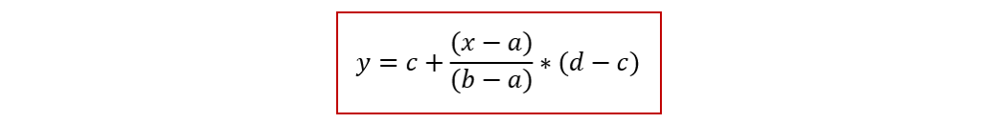 y = c + (x − a)/(b − a) * (d − c)